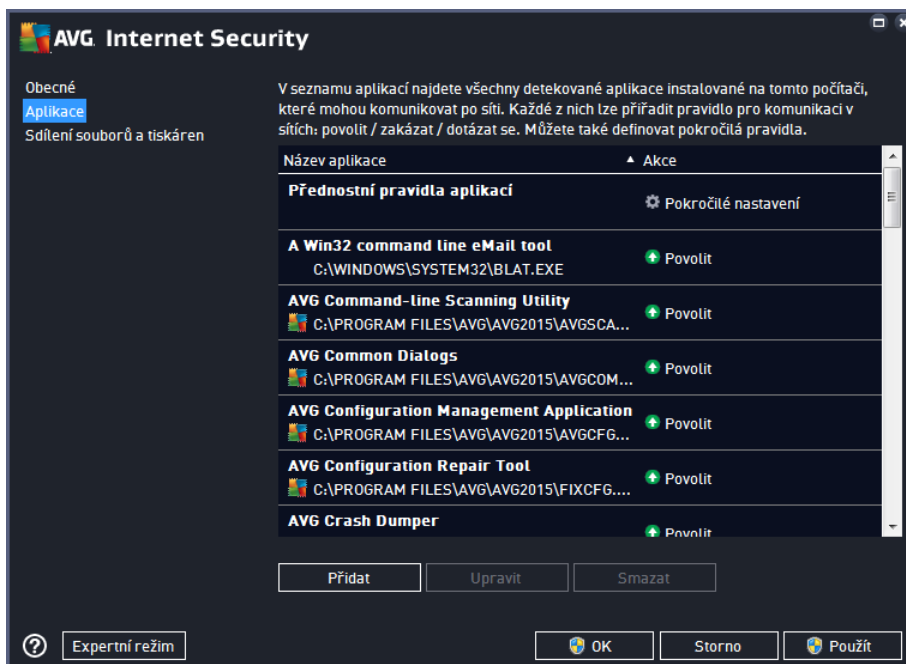 AVG Internet Security
Obecné
Aplikace
Sdílení souborů a tiskáren
V seznamu aplikací najdete všechny detekované aplikace instalované na tomto počítači,
které mohou komunikovat po síti. Každé z nich lze přiřadit pravidlo pro komunikaci v
sítích: povolit / zakázat / dotázat se. Můžete také definovat pokročilá pravidla.
Název aplikace Akce
Přednostní pravidla aplikací
Pokročilé nastavení
A Win32 command line eMail tool
C:\WINDOWS\SYSTEM32\BLAT.EXE
Povolit
AVG Command-line Scanning Utility
C:\PROGRAM FILES\AVG\AVG2015\AVGSCA...
Povolit
AVG Common Dialogs
C:\PROGRAM FILES\AVG\AVG2015\AVGCOM...
Povolit
AVG Configuration Management Application
C:\PROGRAM FILES\AVG\AVG2015\AVGCFG...
Povolit
AVG Configuration Repair Tool
C:\PROGRAM FILES\AVG\AVG2015\FIXCFG....
Povolit
AVG Crash Dumper
Povolit
Přidat Upravit Smazat
? Expertní režim OK Storno Použít